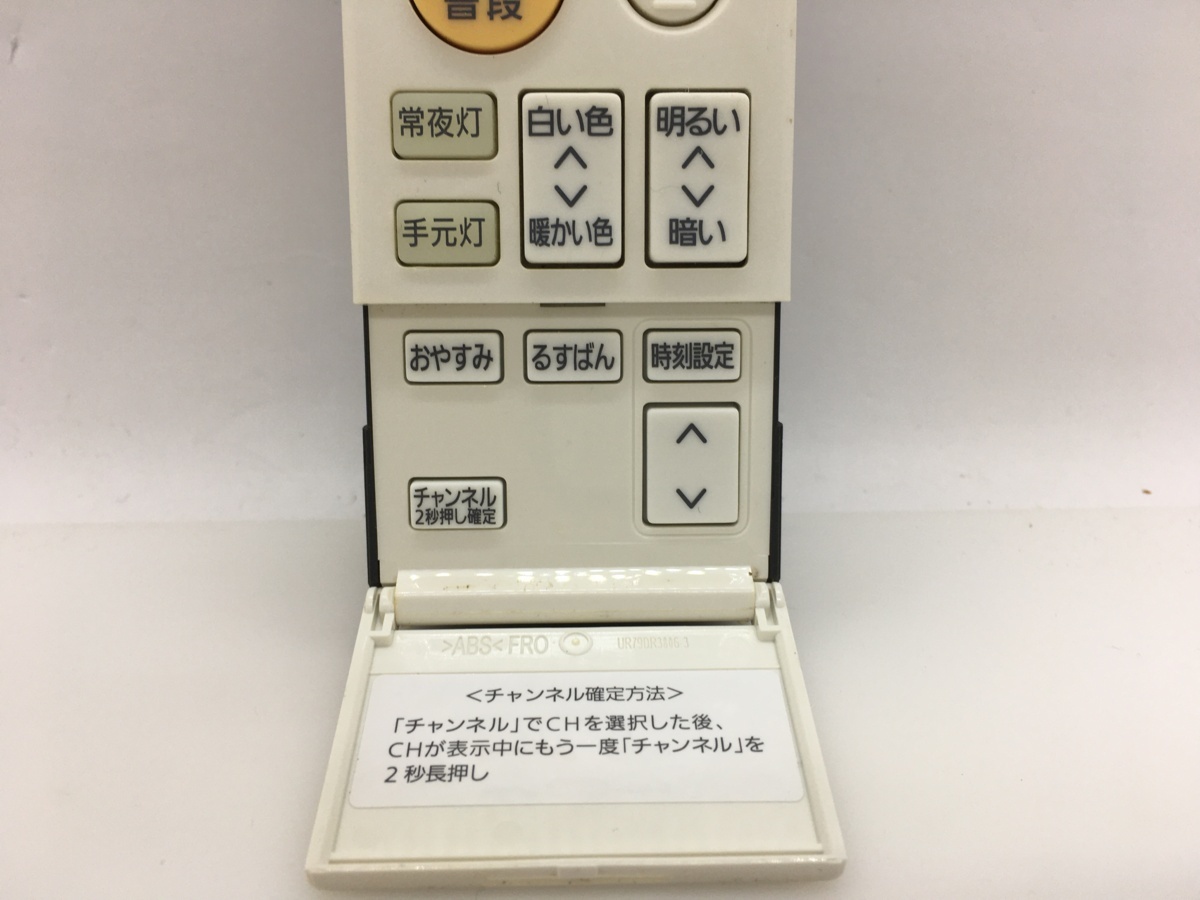 普段
常夜灯
白い色
明るい
手元灯
暖かい色
暗い
おやすみ
るすばん
時刻設定
チャンネル
2秒押し確定
>ABS< FRO
<チャンネル確定方法>
「チャンネル」でCHを選択した後、
CHが表示中にもう一度「チャンネル」を
2秒長押し